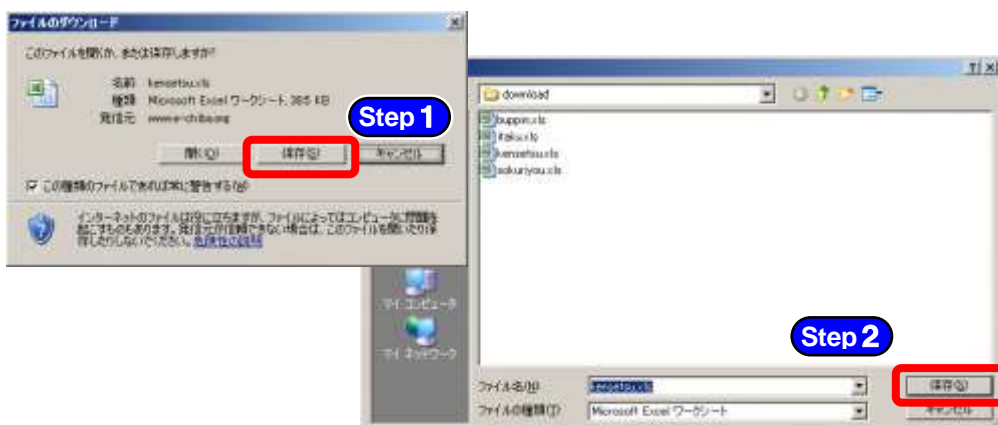 ファイルのダウンロード
このファイルを開くか、または保存しますか?
名前 kensetsu.xls
種類 Microsoft Excel ワークシート, 385 KB
発信元 www.e-chiba.org
Step 1
開く(O) 保存(S) キャンセル
この種類のファイルであれば常に警告する(W)
インターネットのファイルは役に立ちますが、ファイルによってはコンピュータに問題を
起こすものもあります。発信元が信頼できない場合は、このファイルを開いたり保
存したりしないでください。危険性の説明
download
buppin.xls
itaku.xls
kensetsu.xls
sokuryou.xls
マイ コンピュータ
マイ ネットワーク
Step 2
ファイル名(N): kensetsu.xls 保存(S)
ファイルの種類(T): Microsoft Excel ワークシート キャンセル